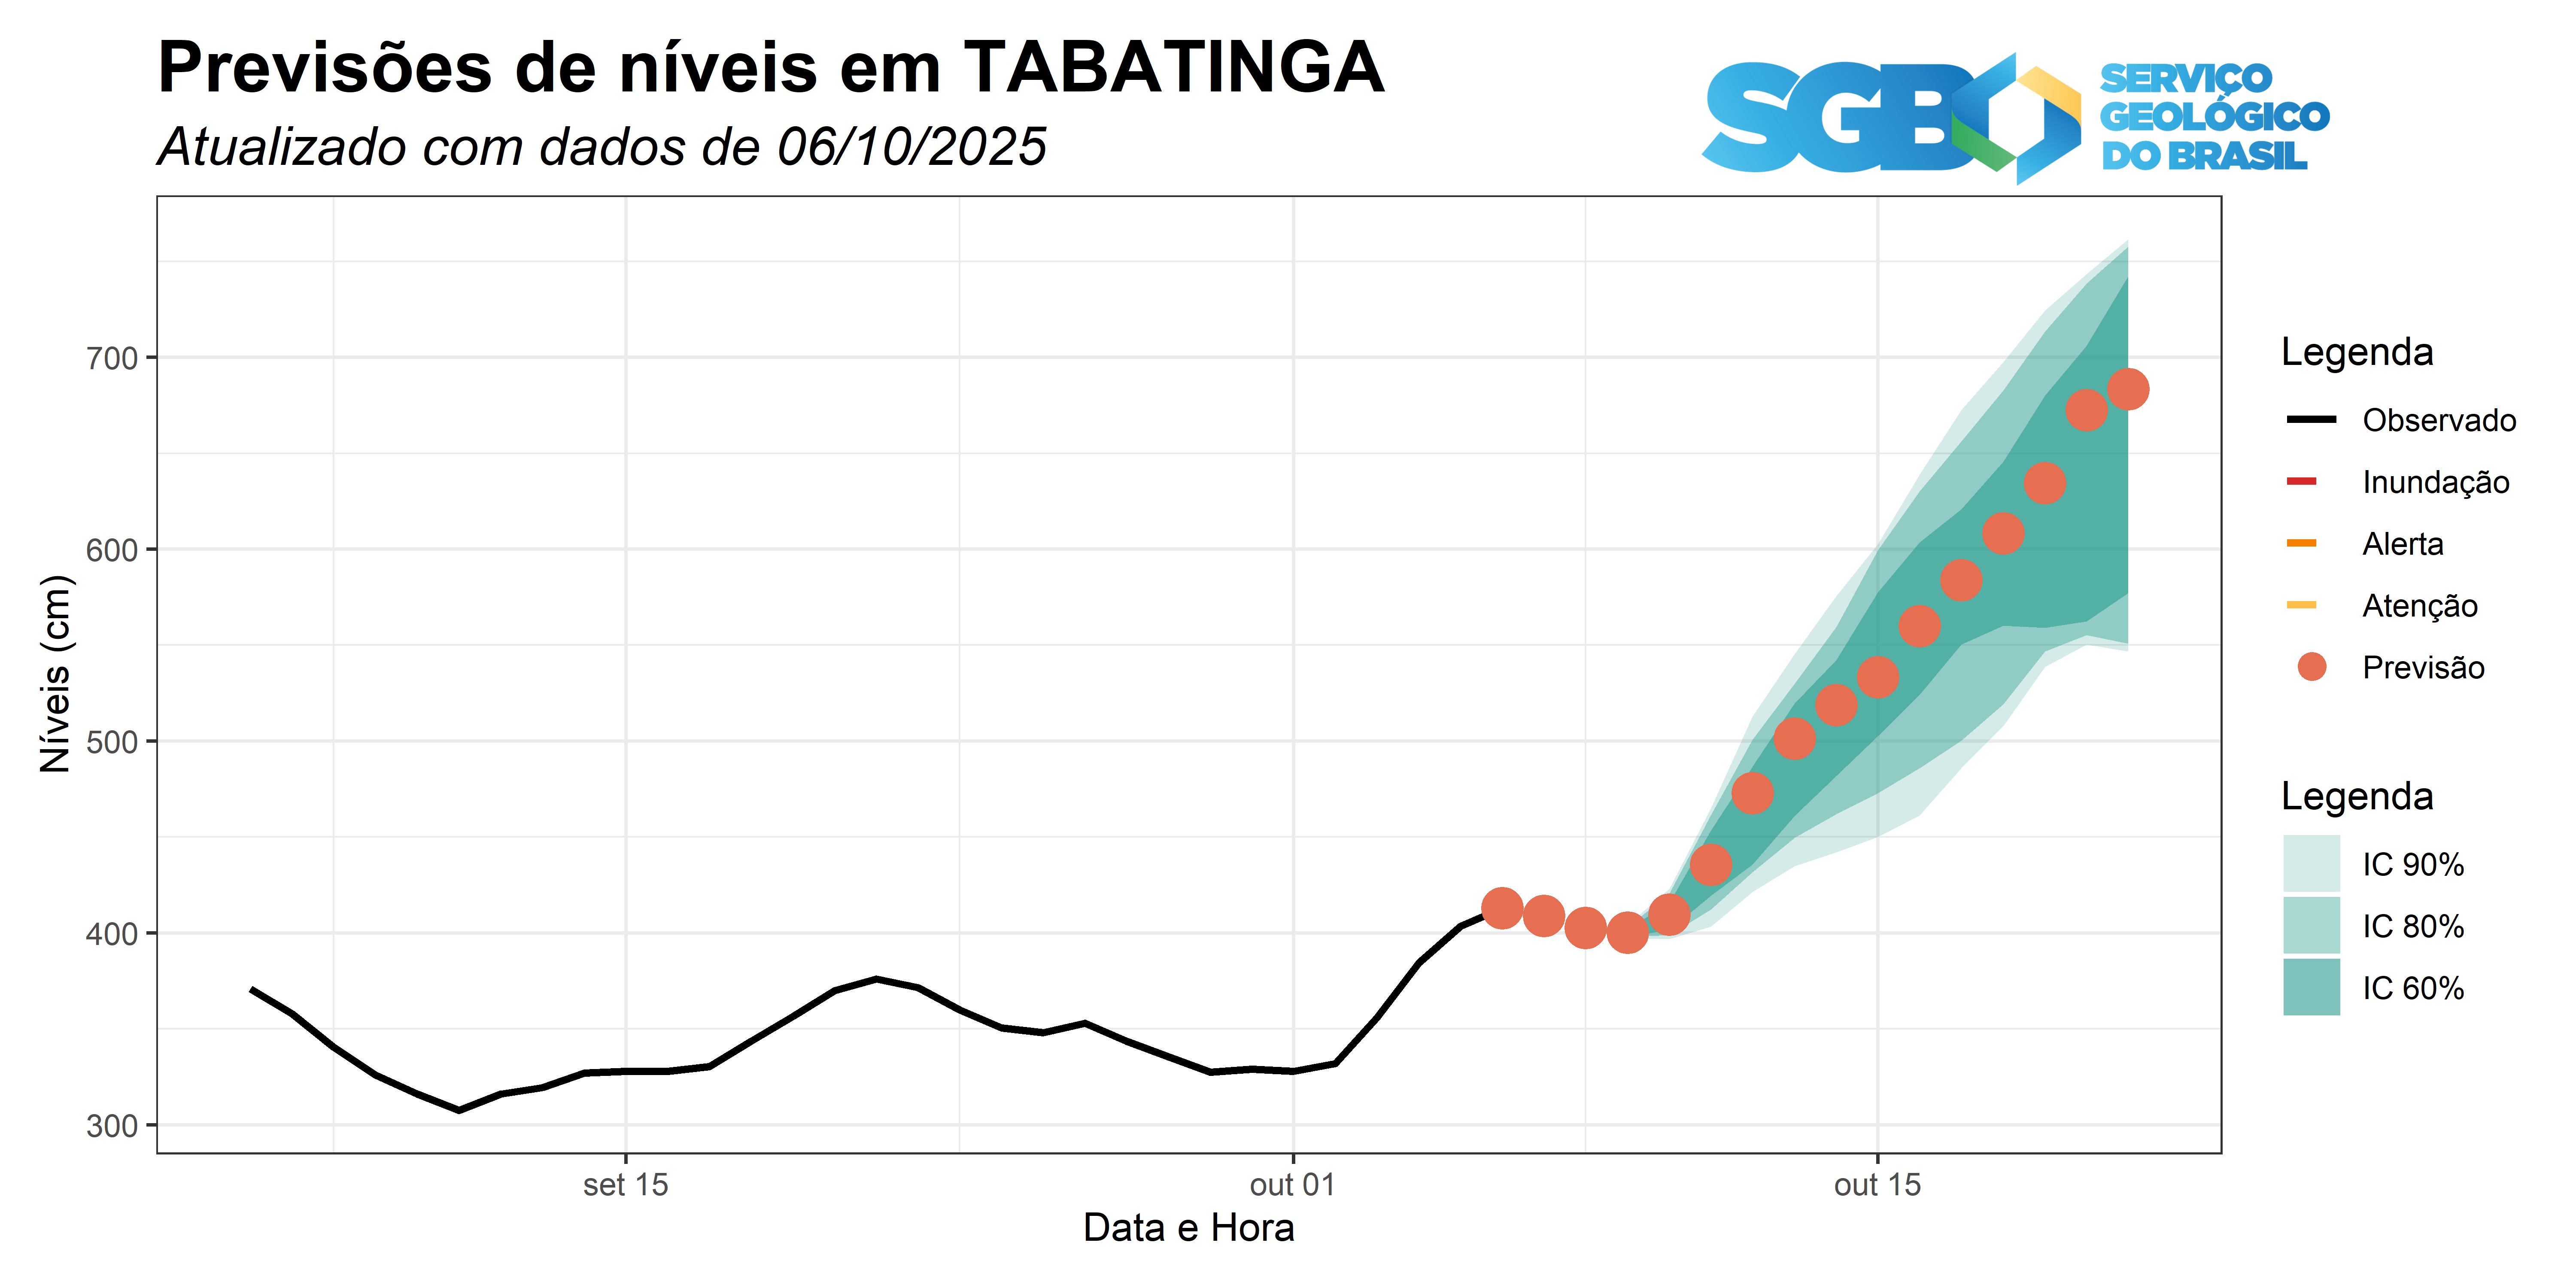 Previsões de níveis em TABATINGA
Atualizado com dados de 06/10/2025
SGB
SERVIÇO
GEOLÓGICO
DO BRASIL
Níveis (cm)
700
600
500
400
300
set 15
out 01
out 15
Data e Hora
Legenda
Observado
Inundação
Alerta
Atenção
Previsão
Legenda
IC 90%
IC 80%
IC 60%